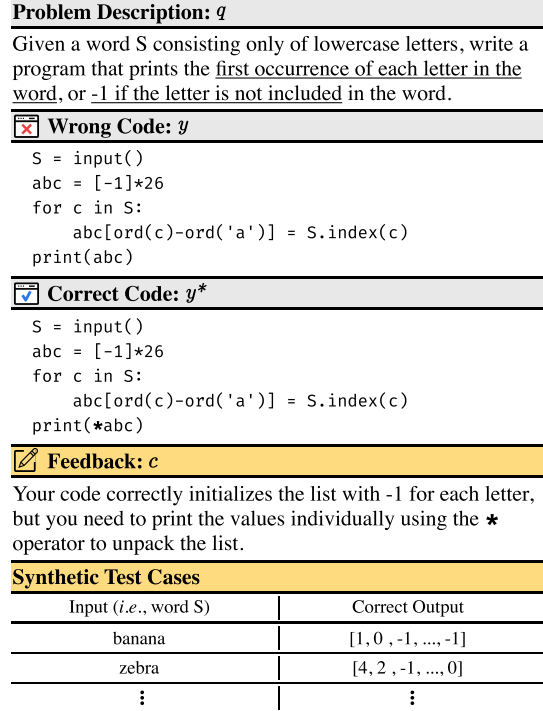 Problem Description: q
Given a word S consisting only of lowercase letters, write a
program that prints the first occurrence of each letter in the
word, or -1 if the letter is not included in the word.
Wrong Code: y
S = input()
abc = [-1]*26
for c in S:
    abc[ord(c)-ord('a')] = S.index(c)
print(abc)
Correct Code: y*
S = input()
abc = [-1]*26
for c in S:
    abc[ord(c)-ord('a')] = S.index(c)
print(*abc)
Feedback: c
Your code correctly initializes the list with -1 for each letter,
but you need to print the values individually using the *
operator to unpack the list.
Synthetic Test Cases
Input (i.e., word S) Correct Output
banana [1, 0 , -1, ..., -1]
zebra [4, 2 , -1, ..., 0]
⋮ ⋮